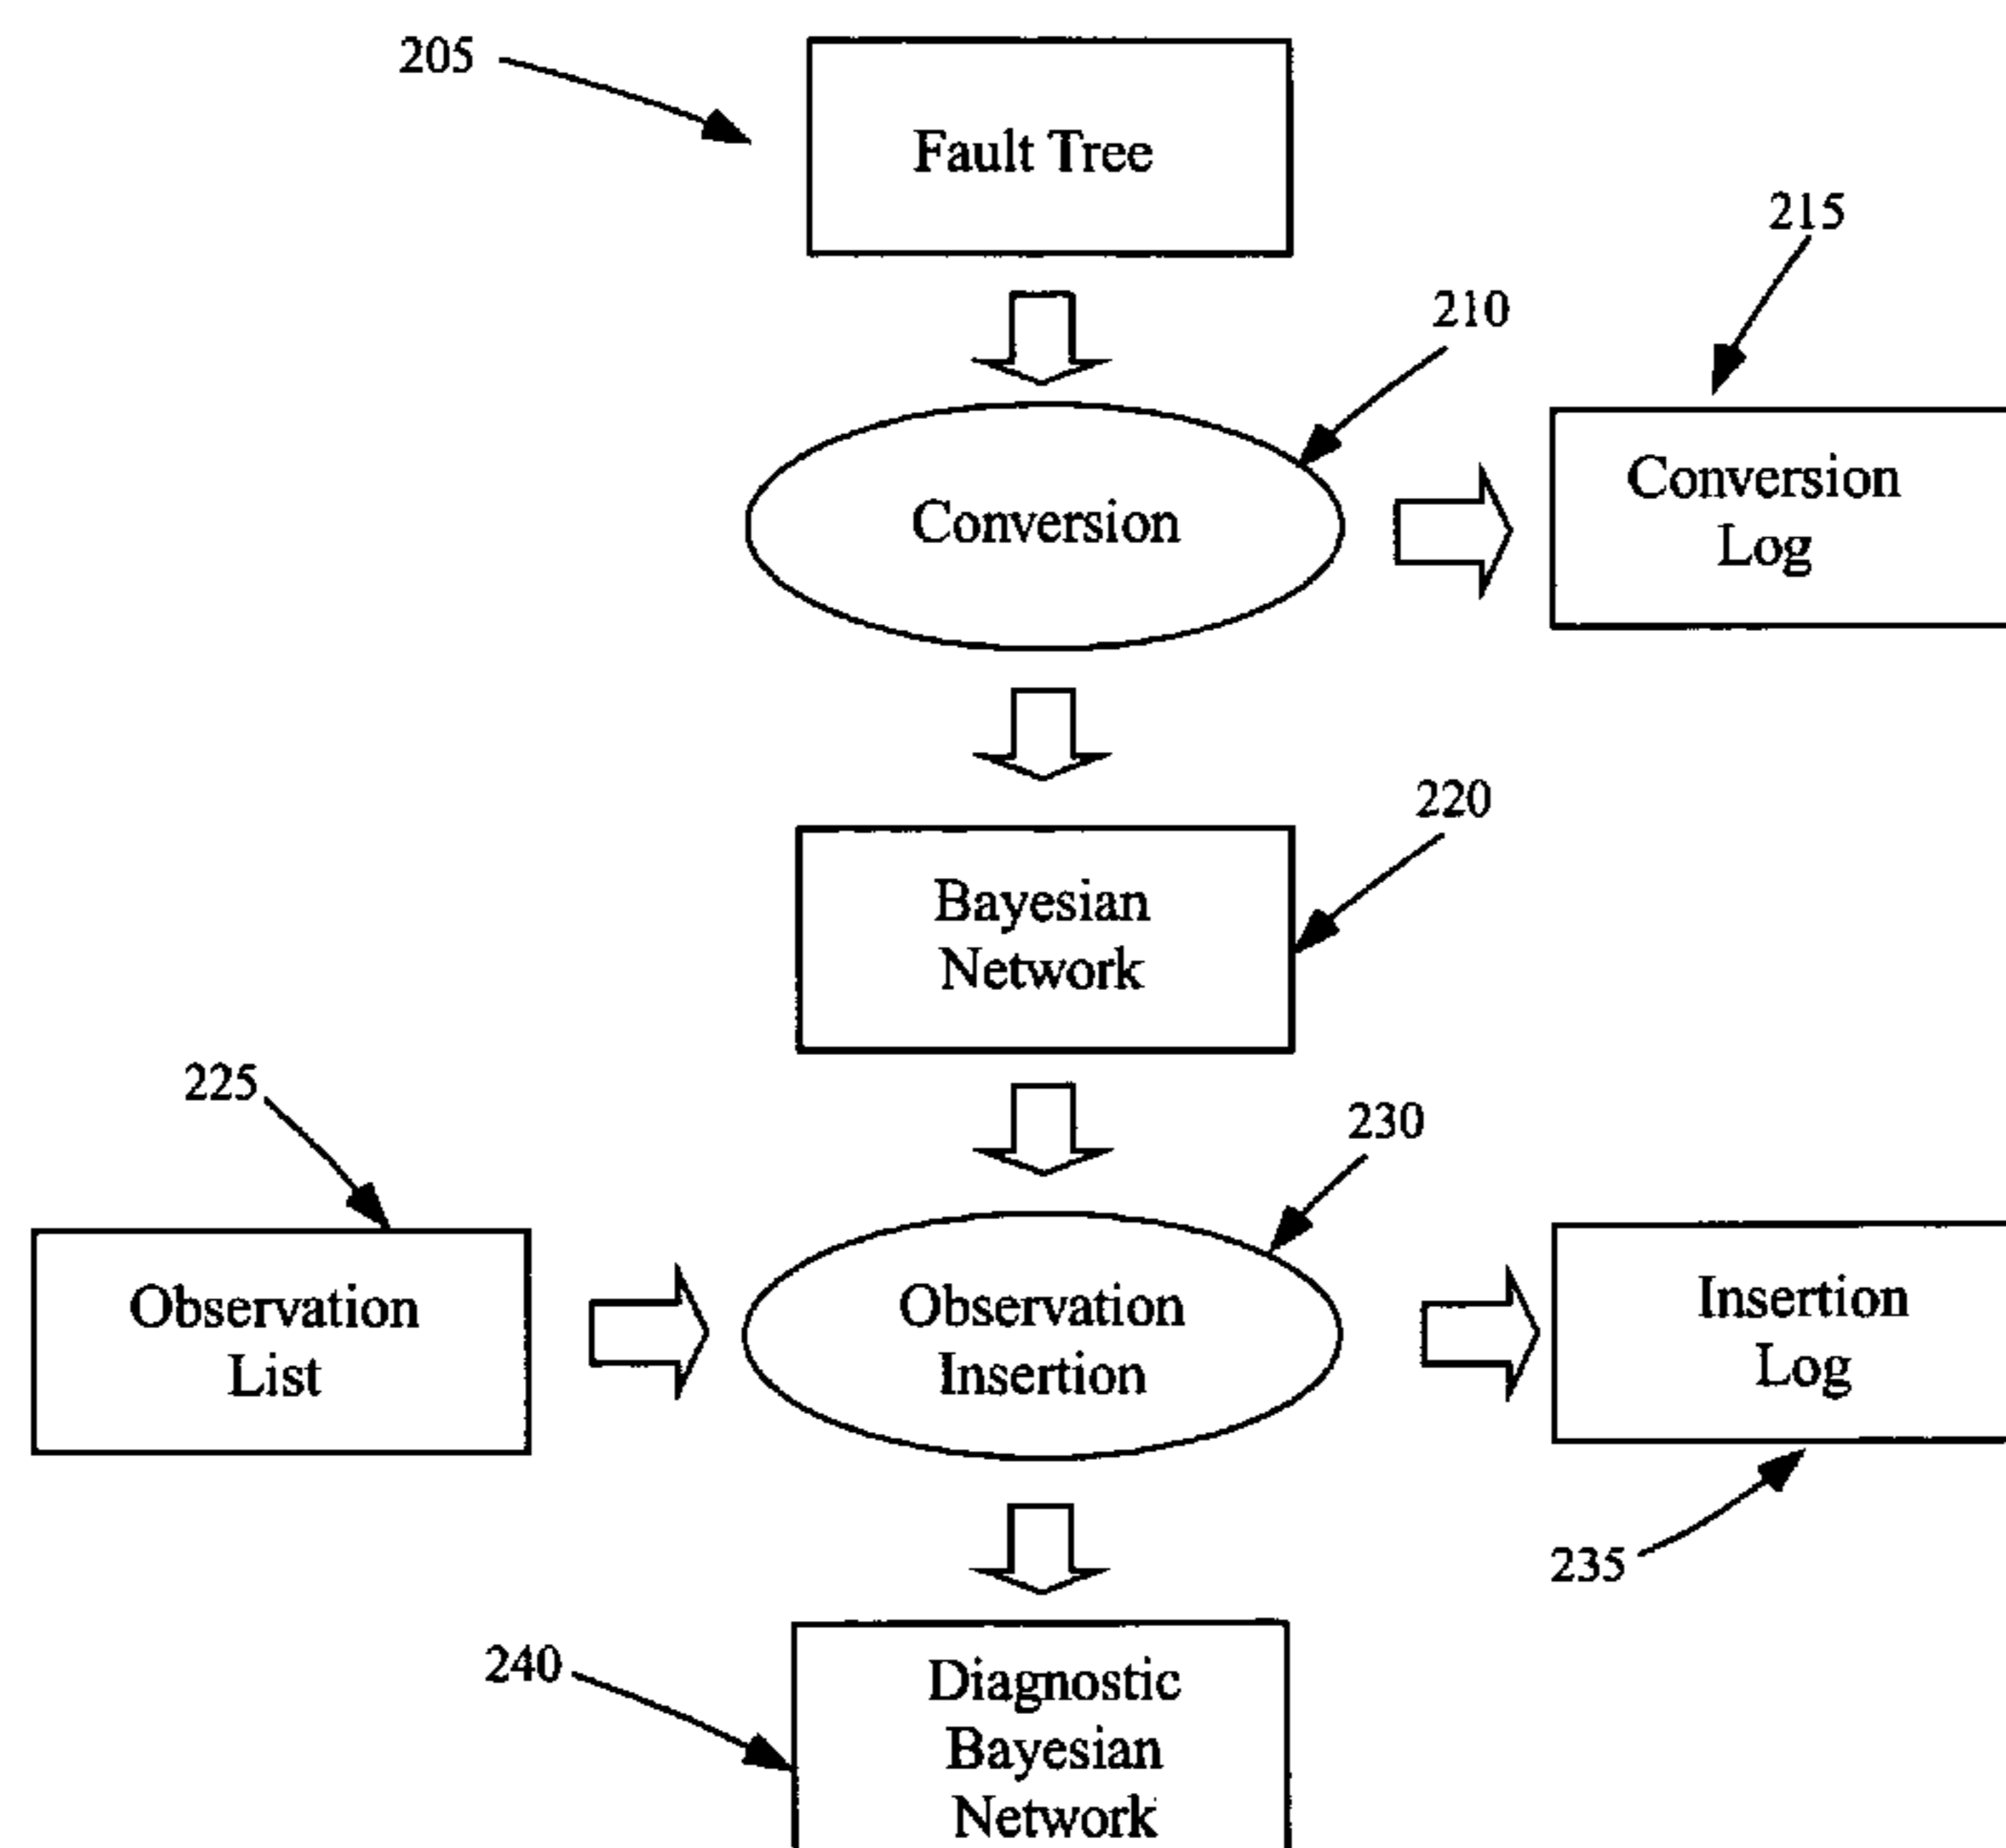 205
Fault Tree
215
210
Conversion
Conversion
Log
220
Bayesian
Network
225
230
Observation
List
Observation
Insertion
Insertion
Log
235
240
Diagnostic
Bayesian
Network